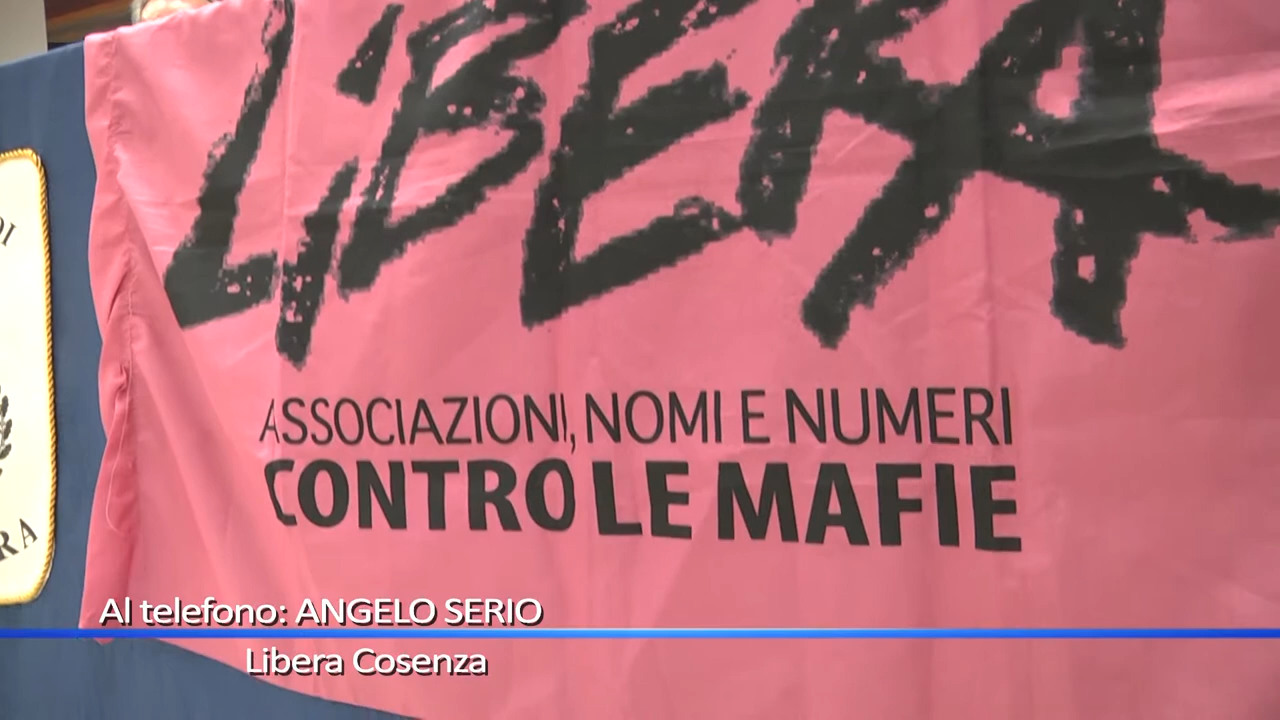 LiBERA
ASSOCIAZIONI, NOMI E NUMERI
CONTRO LE MAFIE
Al telefono: ANGELO SERIO
Libera Cosenza